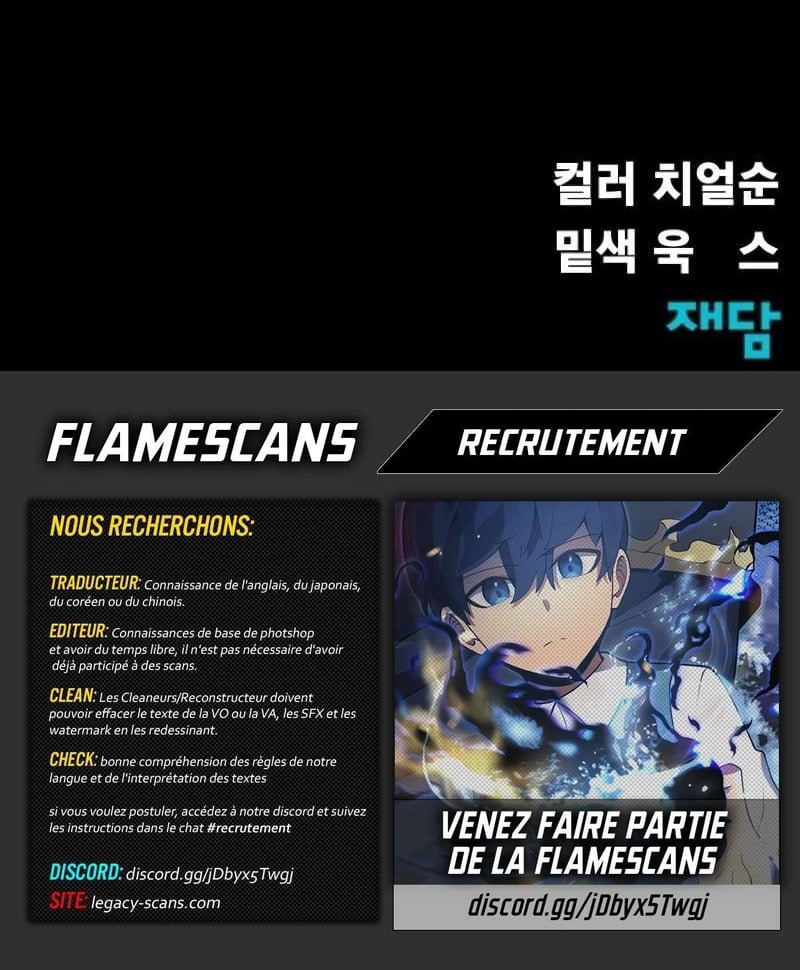 컬러 치얼순
밑색 욱 스
재담
FLAMESCANS
RECRUTEMENT
NOUS RECHERCHONS:
TRADUCTEUR: Connaissance de l'anglais, du japonais,
du coréen ou du chinois.
EDITEUR: Connaissances de base de photshop
et avoir du temps libre, il n'est pas nécessaire d'avoir
déjà participé à des scans.
CLEAN: Les Cleaneurs/Reconstructeur doivent
pouvoir effacer le texte de la VO ou la VA, les SFX et les
watermark en les redessinant.
CHECK: bonne compréhension des règles de notre
langue et de l'interprétation des textes
si vous voulez postuler, accédez à notre discord et suivez
les instructions dans le chat #recrutement
DISCORD: discord.gg/jDbyx5Twgj
SITE: legacy-scans.com
VENEZ FAIRE PARTIE
DE LA FLAMESCANS
discord.gg/jDbyx5Twgj